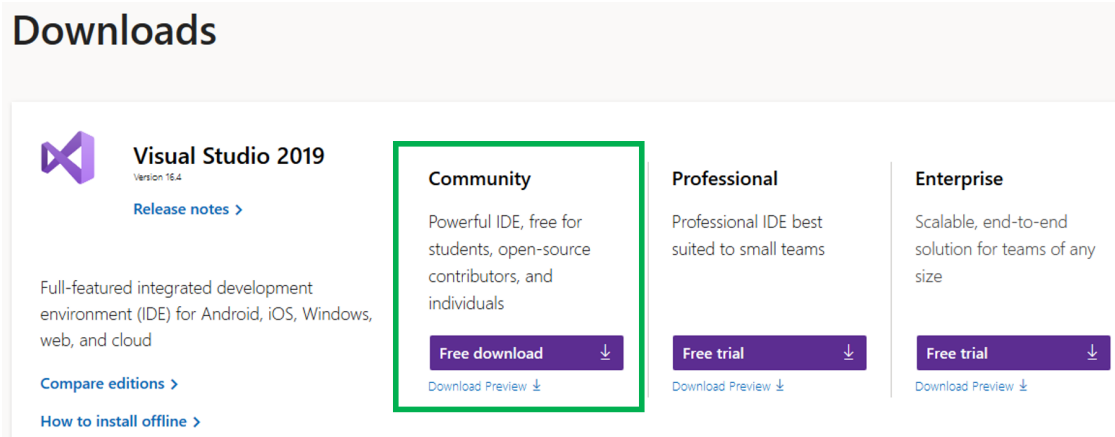 Downloads
Visual Studio 2019
Version 16.4
Release notes >
Full-featured integrated development
environment (IDE) for Android, iOS, Windows,
web, and cloud
Compare editions >
How to install offline >
Community
Powerful IDE, free for
students, open-source
contributors, and
individuals
Free download
Download Preview
Professional
Professional IDE best
suited to small teams
Free trial
Download Preview
Enterprise
Scalable, end-to-end
solution for teams of any
size
Free trial
Download Preview